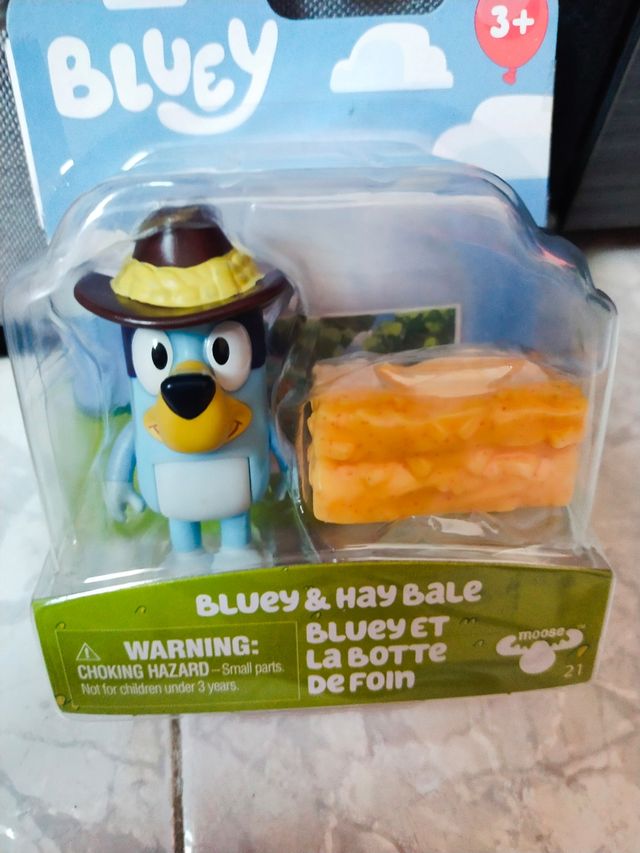 BLUEY
3+
BLUEY & HAY BALE
WARNING:
CHOKING HAZARD – Small parts.
Not for children under 3 years.
BLUEY ET
LA BOTTE
DE FOIN
moose™
21